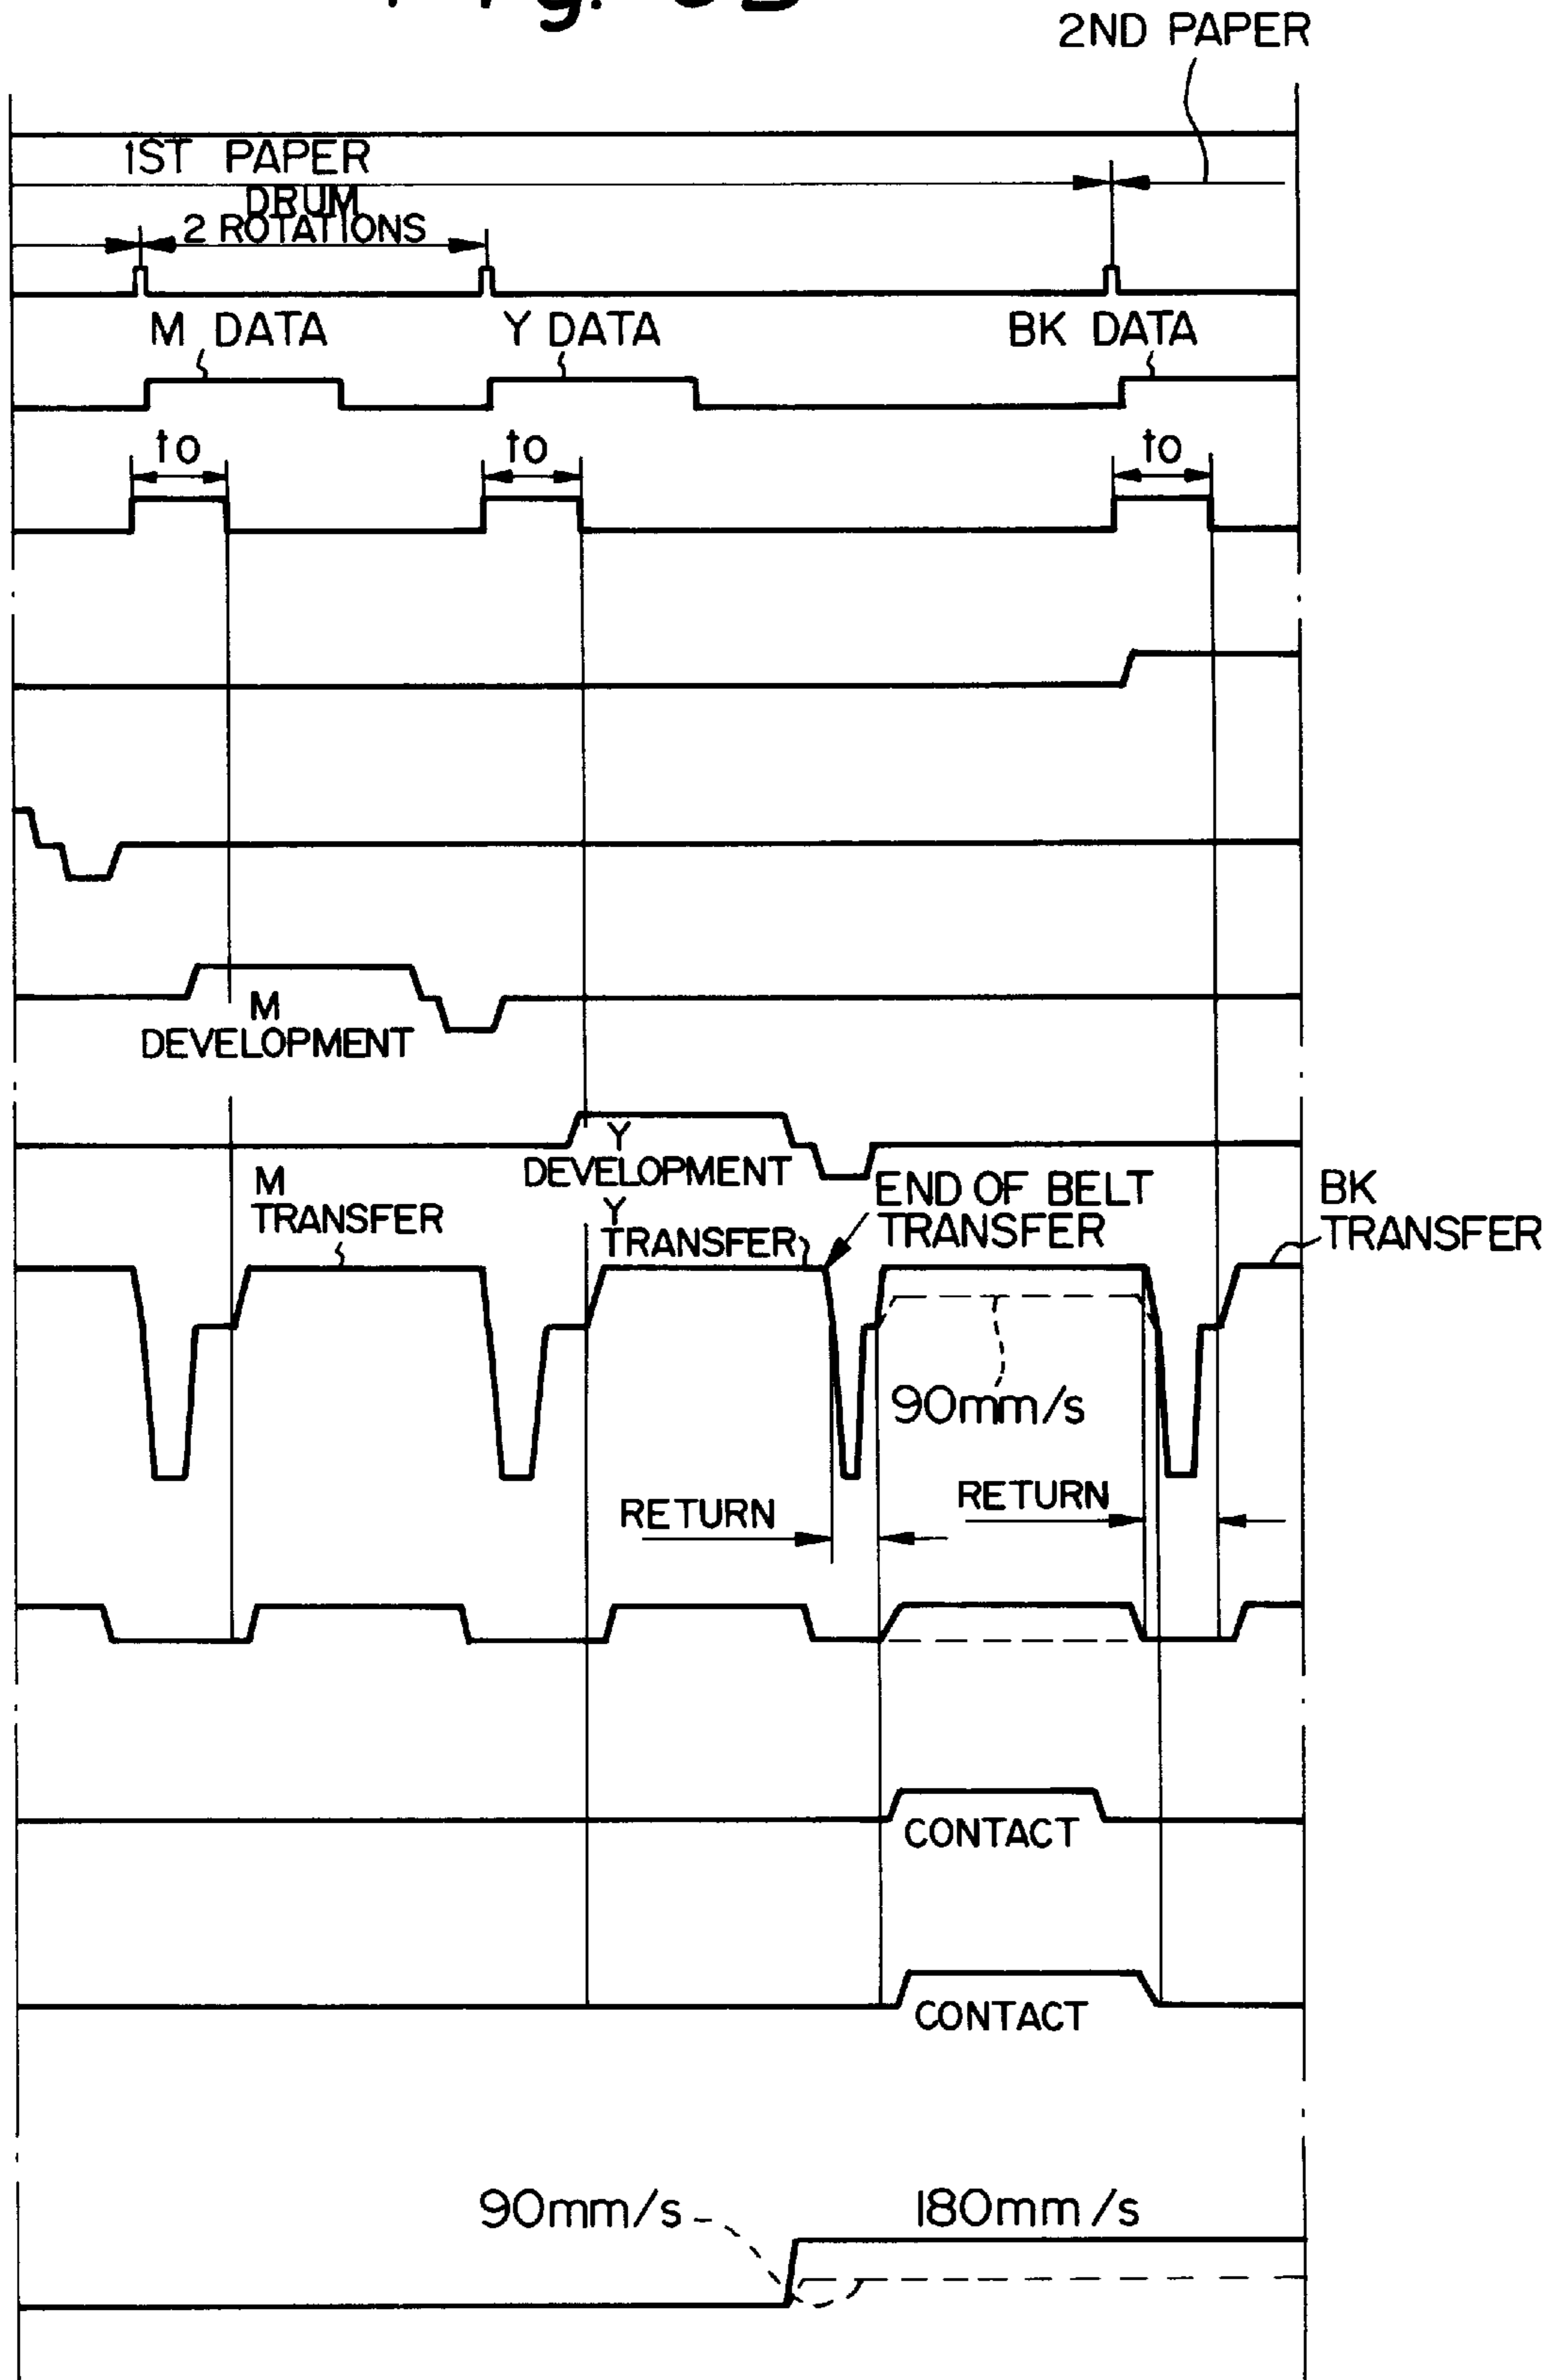 2ND PAPER
1ST PAPER
DRUM
2 ROTATIONS
M DATA
Y DATA
BK DATA
to
to
to
M
DEVELOPMENT
Y
DEVELOPMENT
M
TRANSFER
Y
TRANSFER
END OF BELT
TRANSFER
BK
TRANSFER
90mm/s
RETURN
RETURN
CONTACT
CONTACT
90mm/s
180mm/s